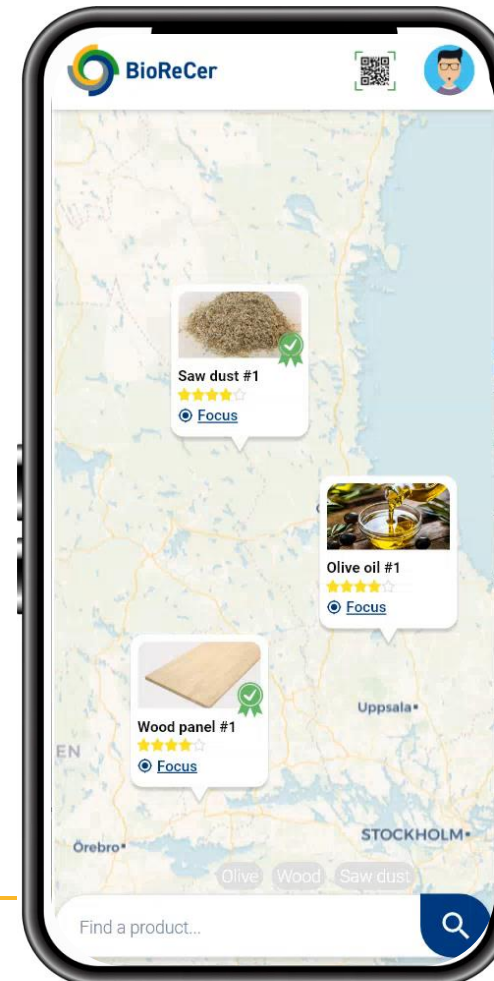 BioReCer
Saw dust #1
Focus
Olive oil #1
Focus
Wood panel #1
Focus
Uppsala
EN
STOCKHOLM
Örebro
Olive Wood Saw dust
Find a product...